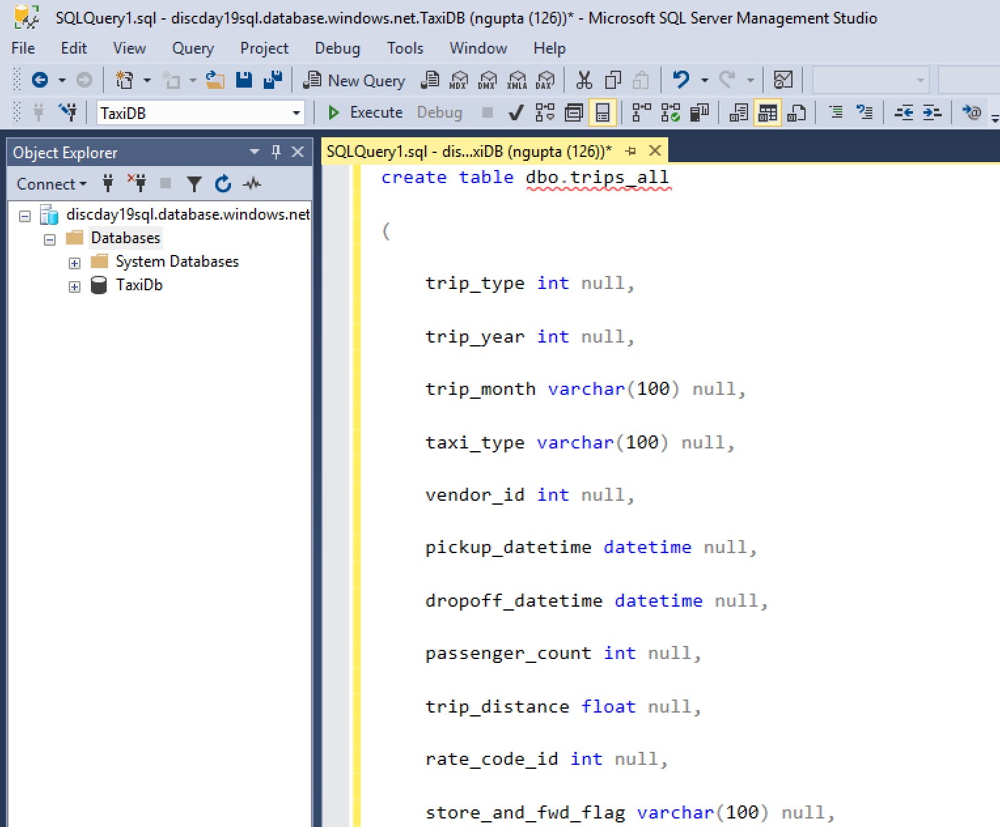 SQLQuery1.sql - discday19sql.database.windows.net.TaxiDB (ngupta (126))* - Microsoft SQL Server Management Studio
File Edit View Query Project Debug Tools Window Help
New Query MDX DMX XMLA DAX
TaxiDB Execute Debug
Object Explorer
Connect
discday19sql.database.windows.net
Databases
System Databases
TaxiDb
SQLQuery1.sql - dis...xiDB (ngupta (126))*
create table dbo.trips_all
(
trip_type int null,
trip_year int null,
trip_month varchar(100) null,
taxi_type varchar(100) null,
vendor_id int null,
pickup_datetime datetime null,
dropoff_datetime datetime null,
passenger_count int null,
trip_distance float null,
rate_code_id int null,
store_and_fwd_flag varchar(100) null,